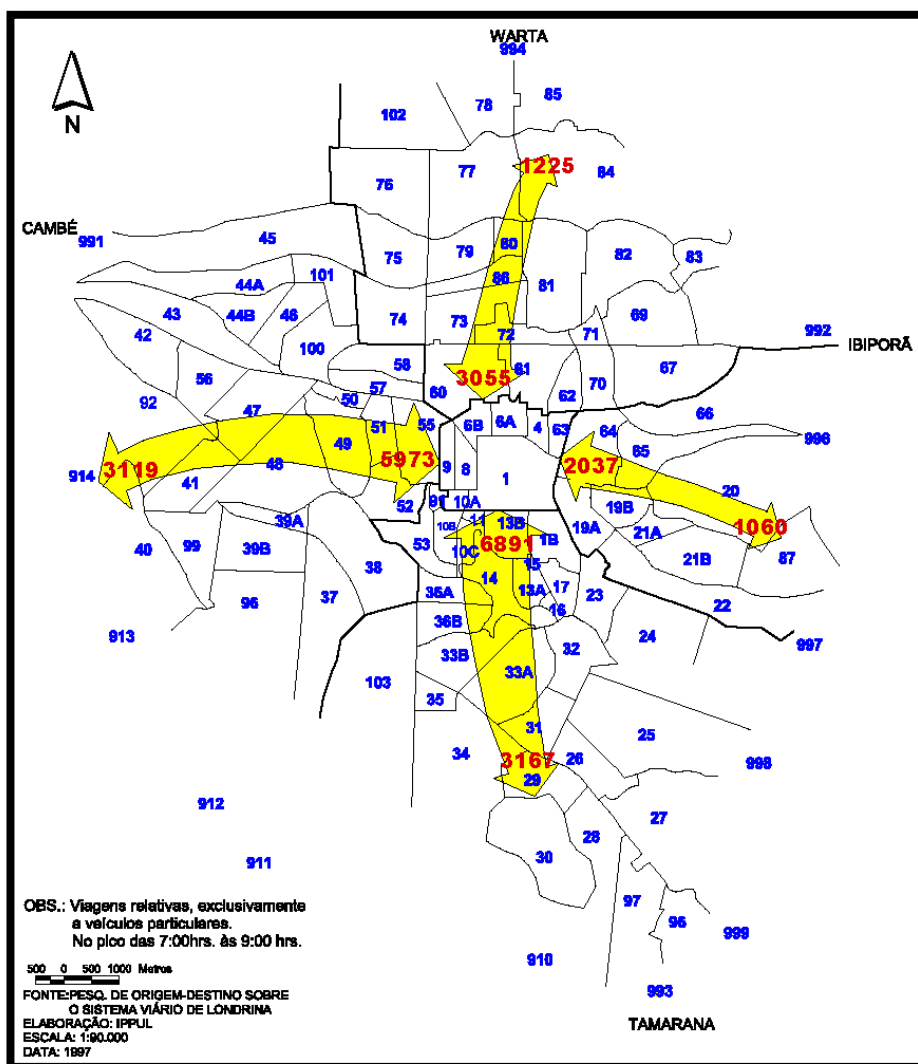 WARTA
994
85
78
102
N
77
1225
84
76
CAMBÉ
991
45
75
79
80
82
83
101
86
81
44A
43
44B
46
74
73
72
71
69
42
100
992
IBIPORÃ
58
61
67
56
3055
70
57
60
62
92
50
66
47
51
55
6B
6A
4
63
64
996
49
65
914
3119
48
5973
9
8
1
2037
20
41
52
91
10A
19B
39A
10B
11
13B
19A
21A
1060
40
99
39B
53
10C
6891
1B
21B
87
38
15
14
13A
17
23
96
37
36A
16
22
36B
913
24
997
33B
32
103
33A
35
31
25
34
3167
26
998
29
912
27
28
30
911
OBS.: Viagens relativas, exclusivamente
a veículos particulares.
No pico das 7:00hrs. às 9:00 hrs.
97
96
999
910
500 0 500 1000 Metros
993
FONTE:PESQ. DE ORIGEM-DESTINO SOBRE
O SISTEMA VIÁRIO DE LONDRINA
ELABORAÇÃO: IPPUL
ESCALA: 1:90.000
DATA: 1997
TAMARANA